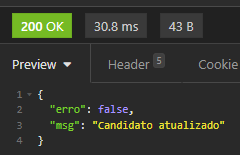 200 OK 30.8 ms 43 B
Preview Header 5 Cookie
1 {
2 "erro": false,
3 "msg": "Candidato atualizado"
4 }